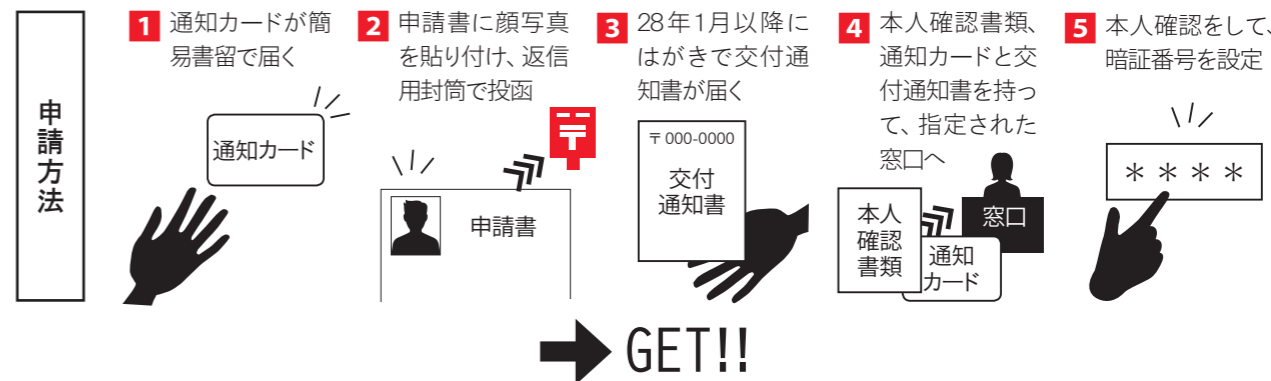 申請方法
1 通知カードが簡
易書留で届く
通知カード
2 申請書に顔写真
を貼り付け、返信
用封筒で投函
申請書
3 28年1月以降に
はがきで交付通
知書が届く
〒000-0000
交付
通知書
4 本人確認書類、
通知カードと交
付通知書を持っ
て、指定された
窓口へ
窓口
本人
確認
書類
通知
カード
5 本人確認をして、
暗証番号を設定
＊＊＊＊
GET!!